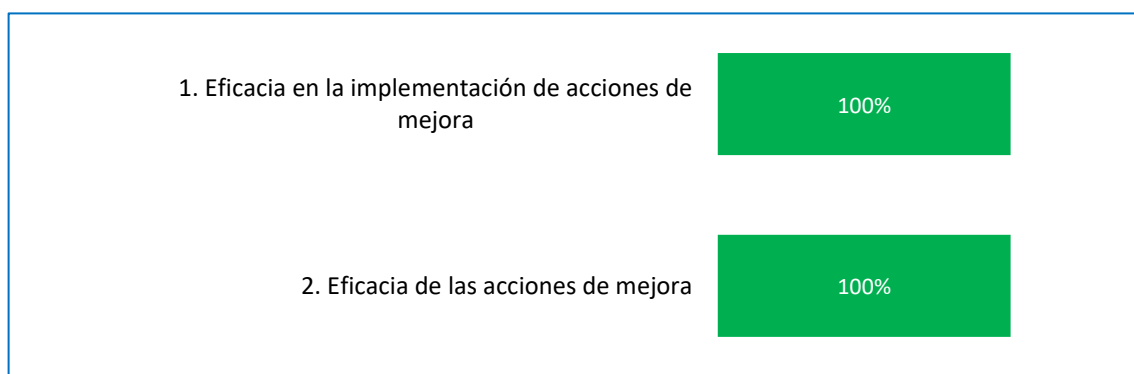 1. Eficacia en la implementación de acciones de
mejora
100%
2. Eficacia de las acciones de mejora
100%